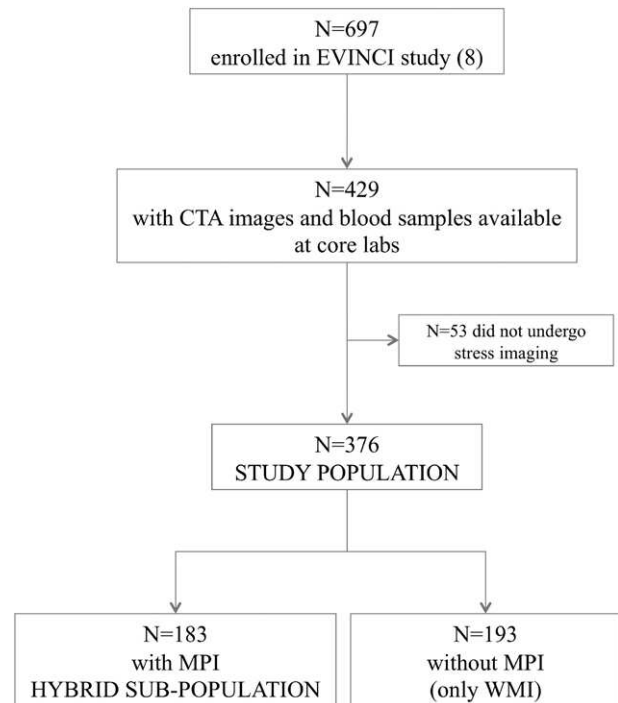 N=697
enrolled in EVINCI study (8)
N=429
with CTA images and blood samples available
at core labs
N=53 did not undergo
stress imaging
N=376
STUDY POPULATION
N=183
with MPI
HYBRID SUB-POPULATION
N=193
without MPI
(only WMI)